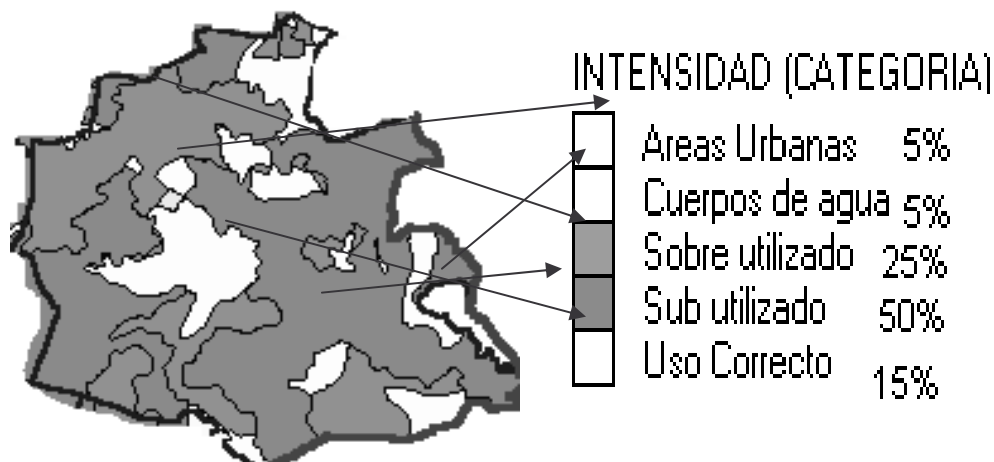 INTENSIDAD (CATEGORIA)
Areas Urbanas 5%
Cuerpos de agua 5%
Sobre utilizado 25%
Sub utilizado 50%
Uso Correcto 15%